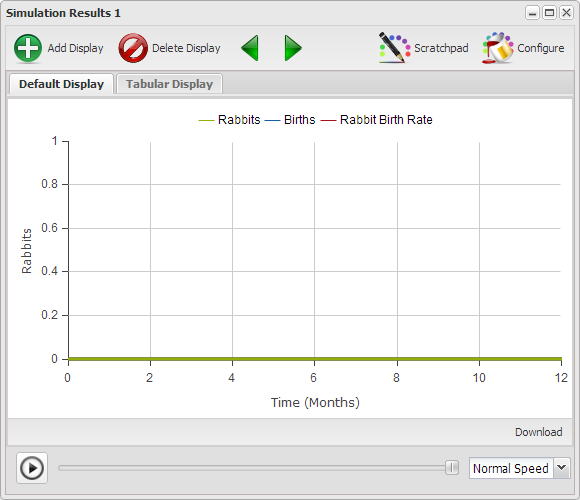 Simulation Results 1
Add Display Delete Display Scratchpad Configure
Default Display Tabular Display
Rabbits Births Rabbit Birth Rate
1
0.8
0.6
0.4
0.2
0
Rabbits
0 2 4 6 8 10 12
Time (Months)
Download
Normal Speed